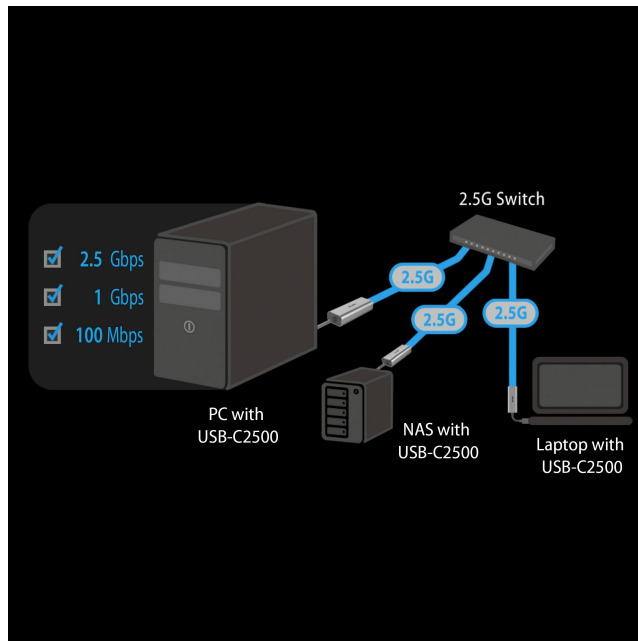 2.5G Switch
2.5 Gbps
1 Gbps
100 Mbps
2.5G
2.5G
2.5G
PC with
USB-C2500
NAS with
USB-C2500
Laptop with
USB-C2500